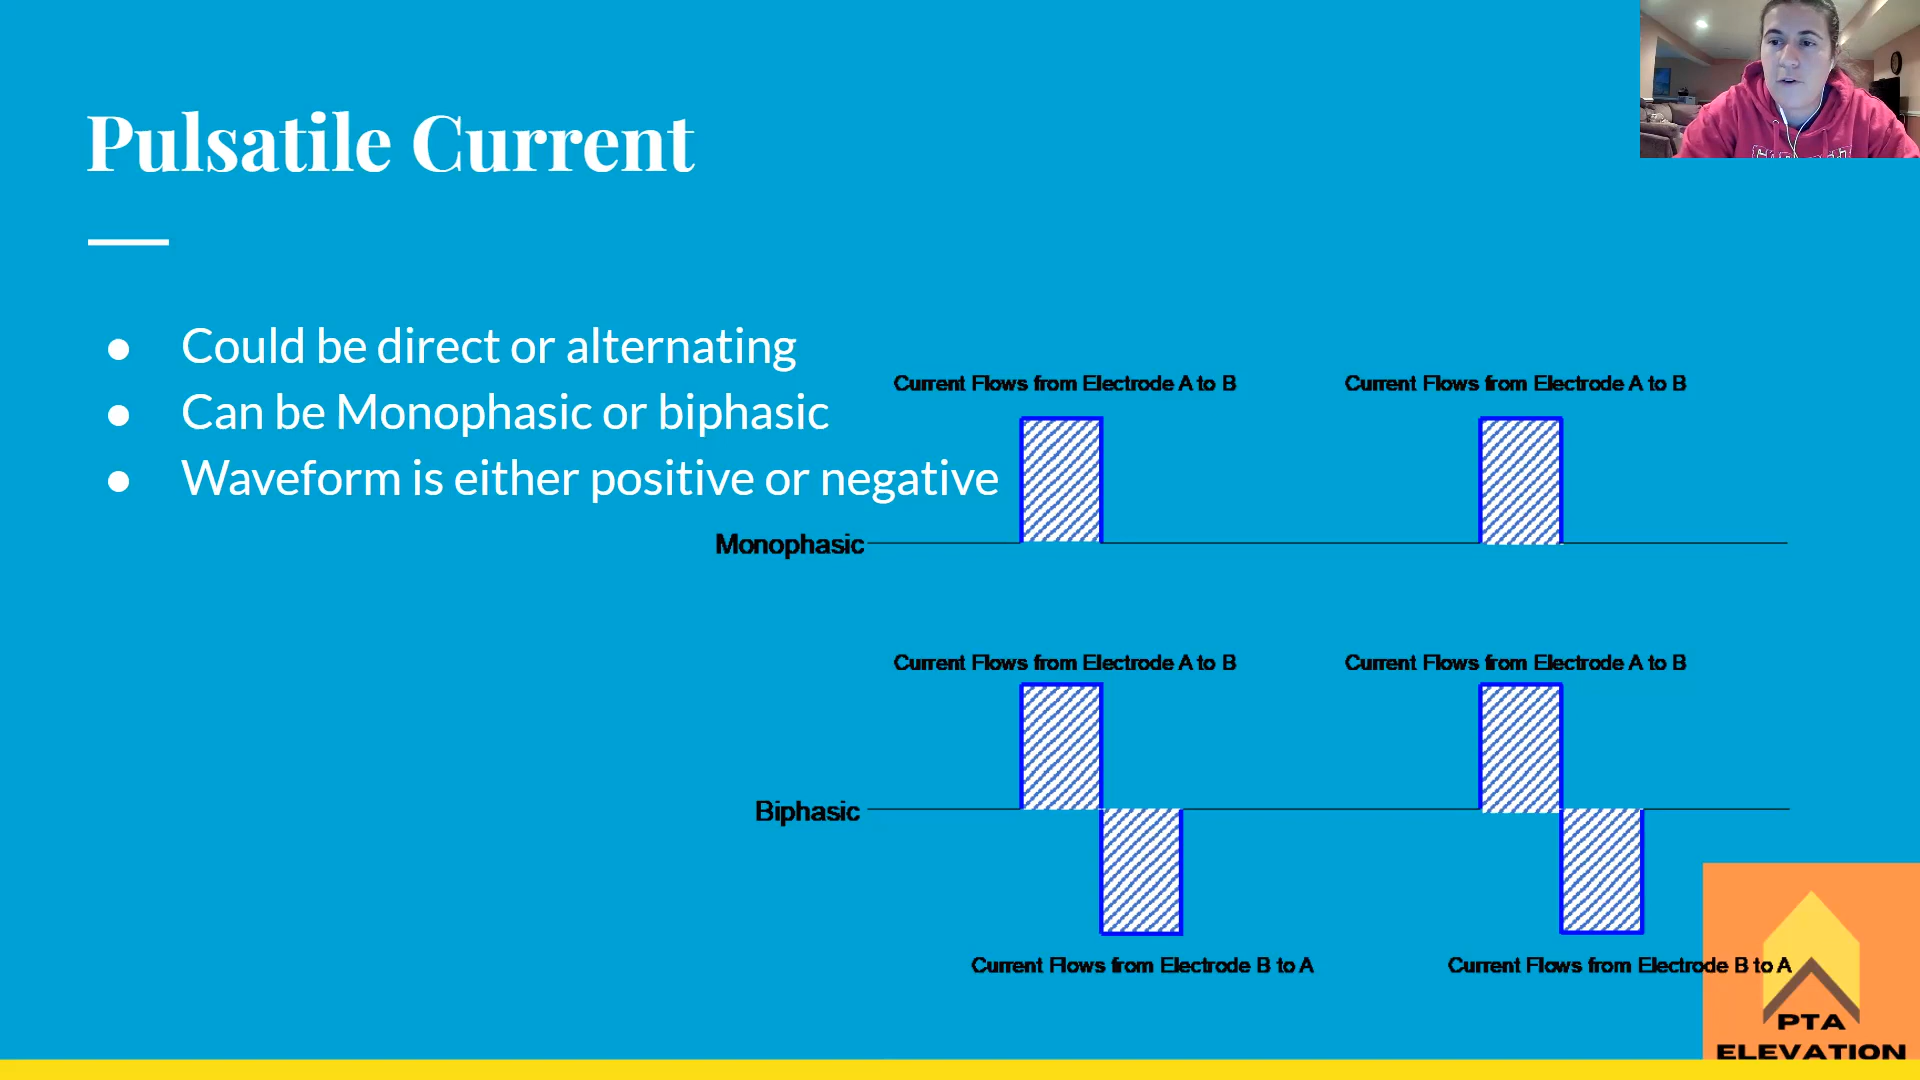 Pulsatile Current
Could be direct or alternating
Can be Monophasic or biphasic
Waveform is either positive or negative
Current Flows from Electrode A to B
Current Flows from Electrode A to B
Monophasic
Current Flows from Electrode A to B
Current Flows from Electrode A to B
Biphasic
Current Flows from Electrode B to A
Current Flows from Electrode B to A
PTA
ELEVATION